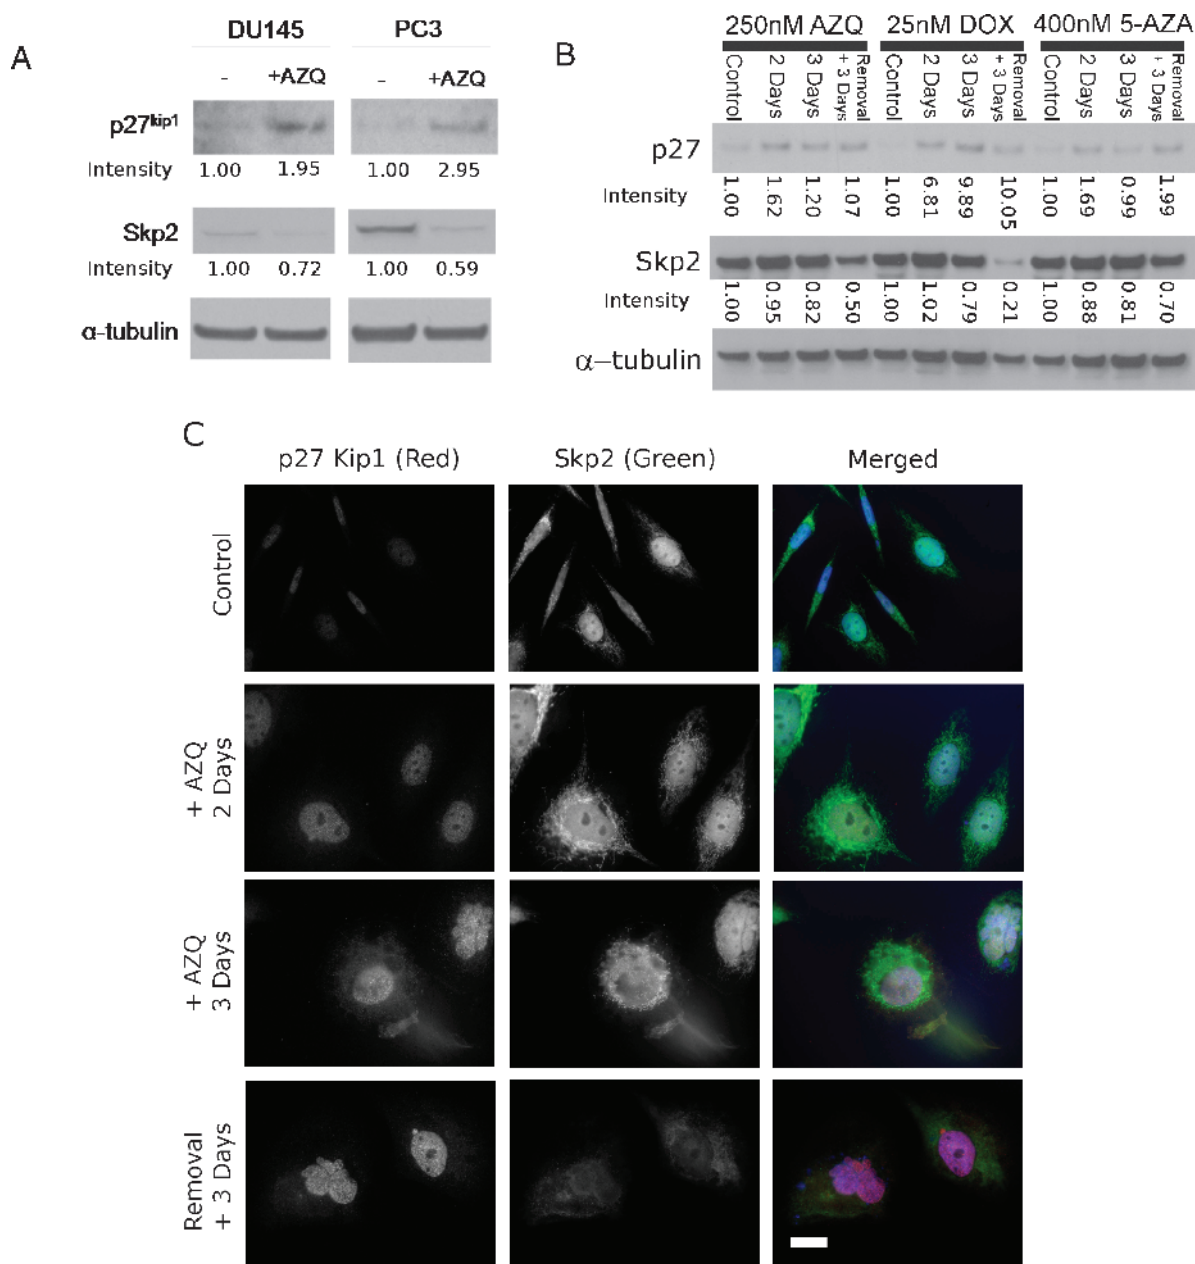 A
DU145 PC3
- +AZQ - +AZQ
p27kip1
Intensity 1.00 1.95 1.00 2.95
Skp2
Intensity 1.00 0.72 1.00 0.59
α-tubulin
B
250nM AZQ 25nM DOX 400nM 5-AZA
Control 2 Days 3 Days Removal + 3 Days Control 2 Days 3 Days Removal + 3 Days Control 2 Days 3 Days Removal + 3 Days
p27
Intensity 1.00 1.62 1.20 1.07 1.00 6.81 9.89 10.05 1.00 1.69 0.99 1.99
Skp2
Intensity 1.00 0.95 0.82 0.50 1.00 1.02 0.79 0.21 1.00 0.88 0.81 0.70
α−tubulin
C
p27 Kip1 (Red) Skp2 (Green) Merged
Control
+ AZQ
2 Days
+ AZQ
3 Days
Removal
+ 3 Days